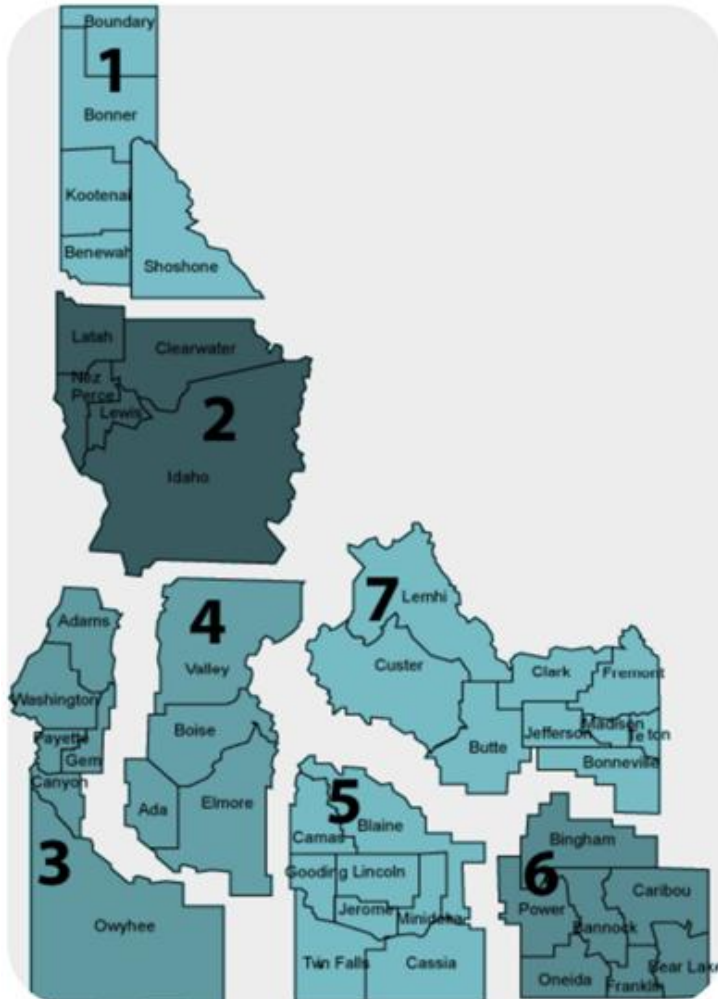 Boundary
1
Bonner
Kootenai
Benewah
Shoshone
Latah
Clearwater
Nez
Perce
Lewis
2
Idaho
7
Lemhi
Custer
Clark
Fremont
Jefferson
Madison
Teton
Butte
Bonneville
Adams
4
Valley
Washington
Boise
Payette
Gem
Canyon
Ada
Elmore
3
Owyhee
5
Camas
Blaine
Gooding
Lincoln
Jerome
Minidoka
Twin Falls
Cassia
Bingham
6
Caribou
Power
Bannock
Bear Lake
Oneida
Franklin